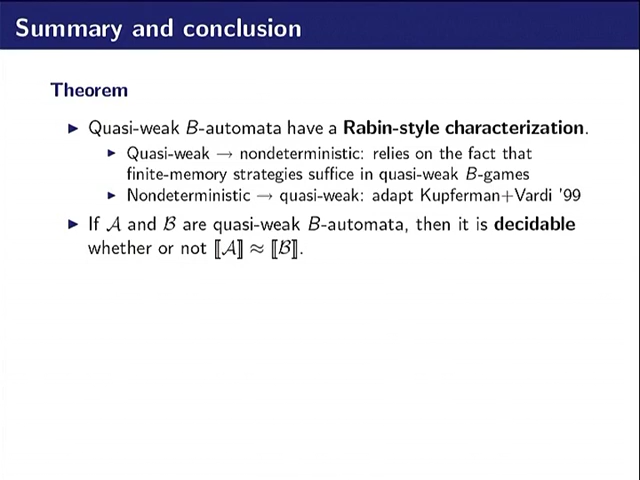 Summary and conclusion
Theorem
▶ Quasi-weak B-automata have a Rabin-style characterization.
▶ Quasi-weak → nondeterministic: relies on the fact that
finite-memory strategies suffice in quasi-weak B-games
▶ Nondeterministic → quasi-weak: adapt Kupferman+Vardi '99
▶ If 𝒜 and ℬ are quasi-weak B-automata, then it is decidable
whether or not ⟦𝒜⟧ ≈ ⟦ℬ⟧.